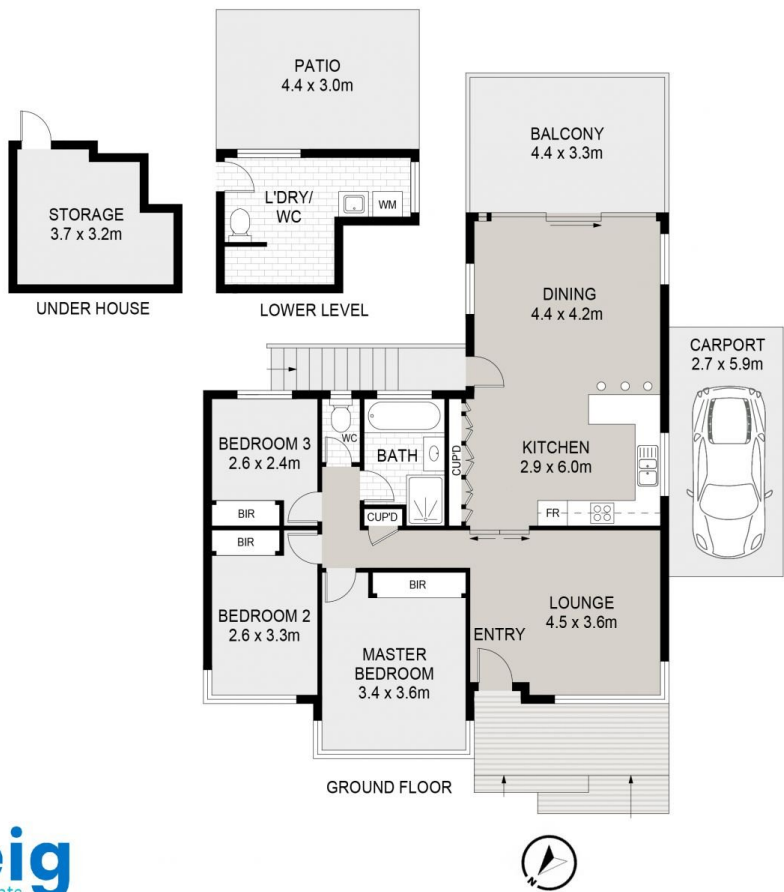 PATIO
4.4 x 3.0m
BALCONY
4.4 x 3.3m
STORAGE
3.7 x 3.2m
UNDER HOUSE
L'DRY/
WC
WM
LOWER LEVEL
DINING
4.4 x 4.2m
CARPORT
2.7 x 5.9m
BEDROOM 3
2.6 x 2.4m
BIR
WC
BATH
CUP'D
CUP'D
KITCHEN
2.9 x 6.0m
FR
BIR
BEDROOM 2
2.6 x 3.3m
BIR
MASTER
BEDROOM
3.4 x 3.6m
ENTRY
LOUNGE
4.5 x 3.6m
GROUND FLOOR
eig
ate
N